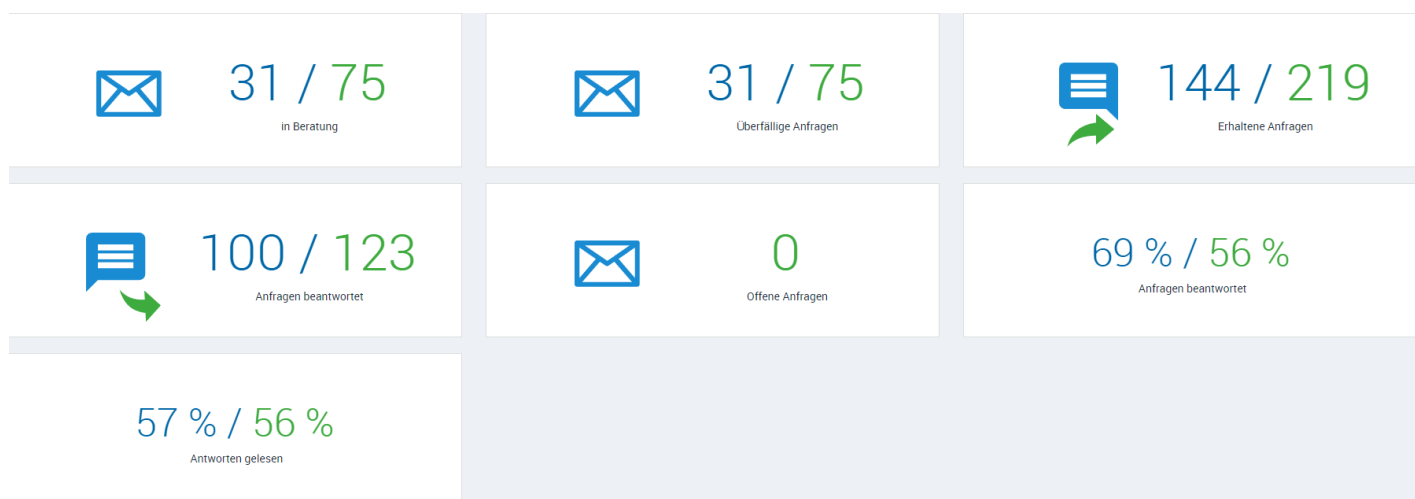 31 / 75
in Beratung
31 / 75
Überfällige Anfragen
144 / 219
Erhaltene Anfragen
100 / 123
Anfragen beantwortet
0
Offene Anfragen
69 % / 56 %
Anfragen beantwortet
57 % / 56 %
Antworten gelesen